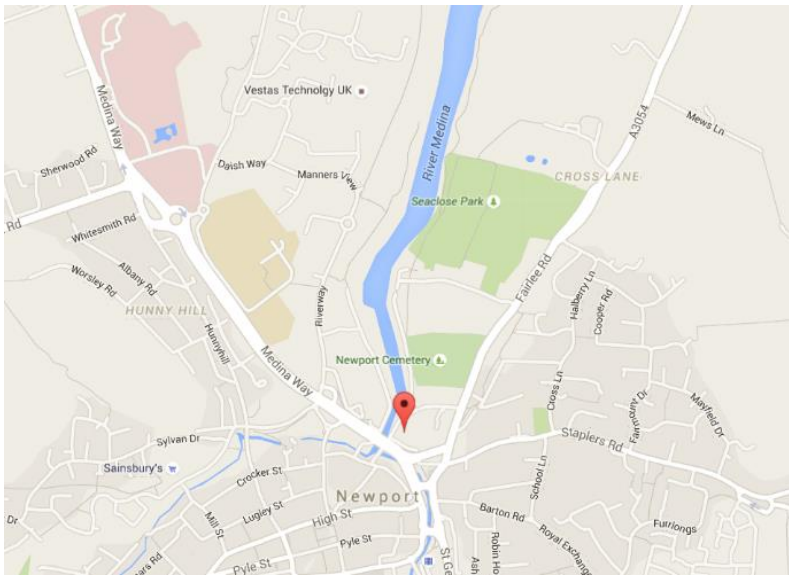 Medina Way
Vestas Technolgy UK
River Medina
A3054
Mews Ln
Sherwood Rd
Daish Way
Manners View
CROSS LANE
Seaclose Park
Rd
Whitesmith Rd
Albany Rd
Worsley Rd
HUNNY HILL
Hunnyhill
Riverway
Fairlee Rd
Halberry Ln
Cooper Rd
Medina Way
Newport Cemetery
Cross Ln
Fairmount Dr
Mayfield Dr
Sylvan Dr
Staplers Rd
Sainsbury's
Crocker St
School Ln
Newport
Lugley St
High St
Barton Rd
Dr
Mill St
Pyle St
Pyle St
St Ge
Robin Ho
Ash
Royal Exchange
Furrlongs
ars Rd